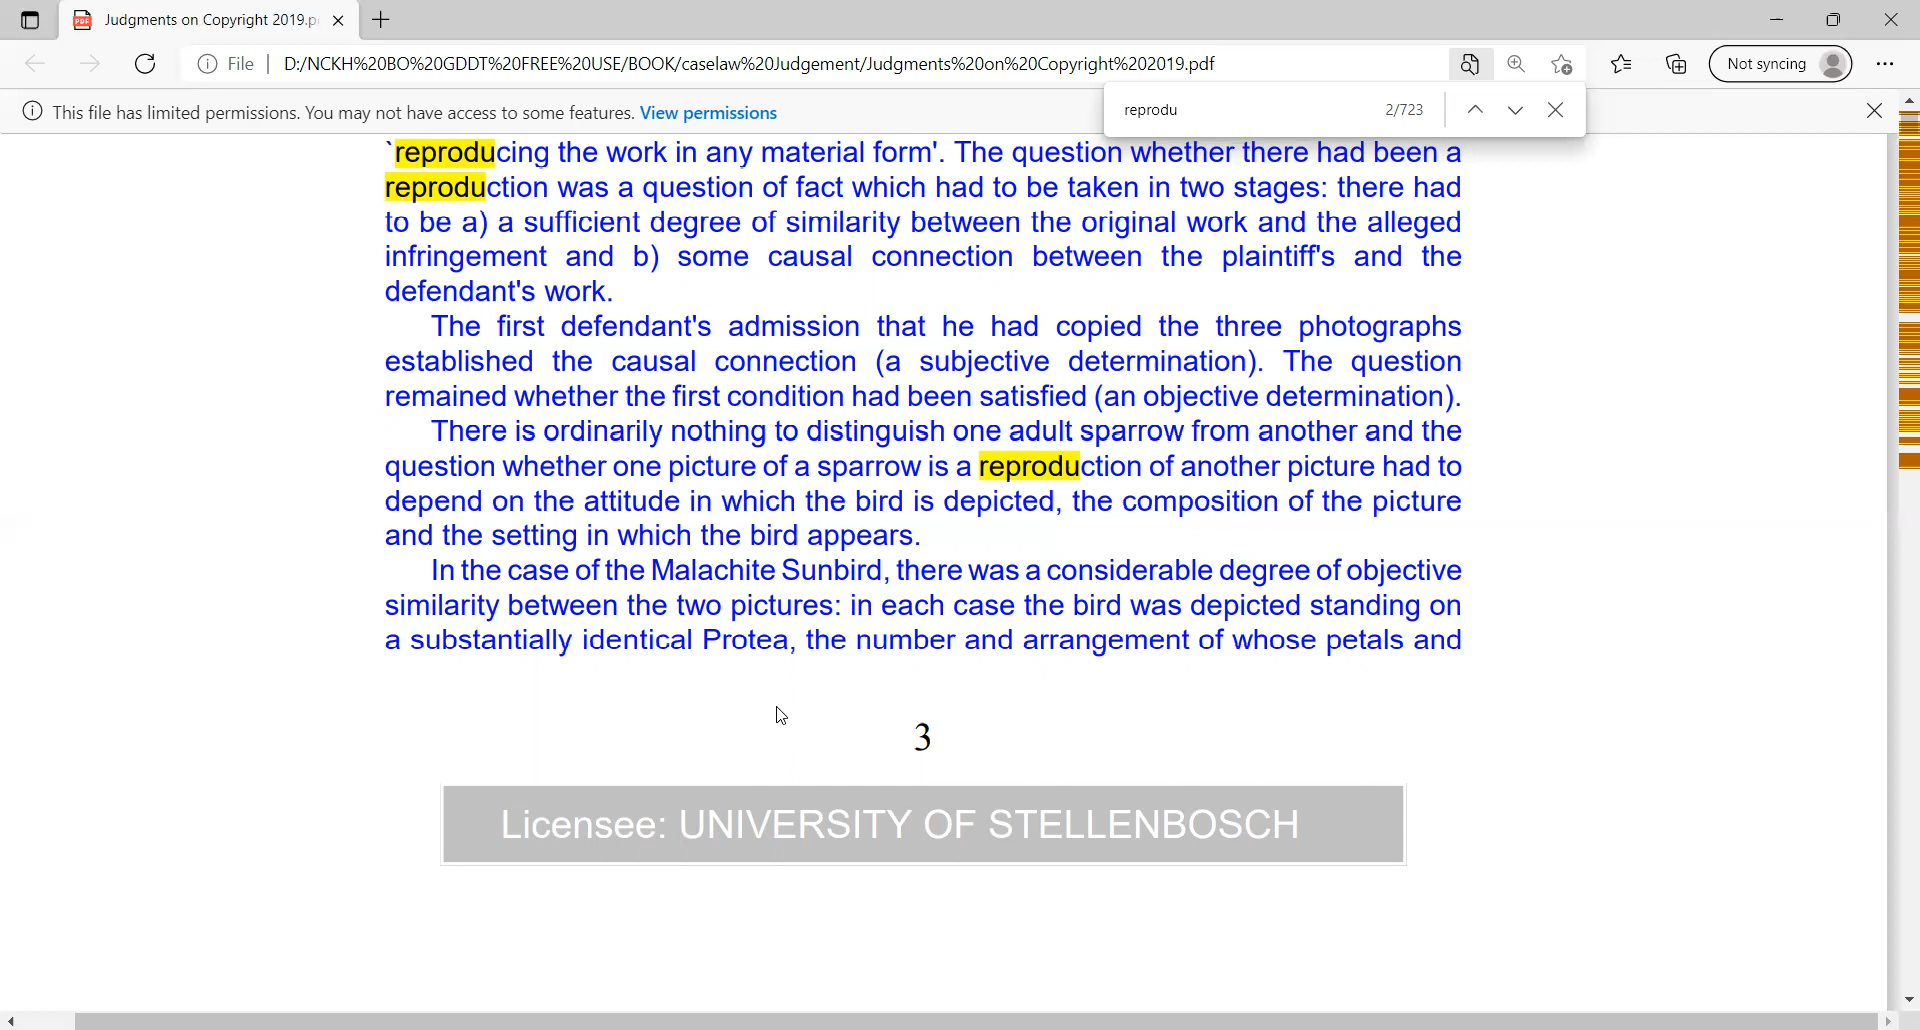 Judgments on Copyright 2019.p
File
D:/NCKH%20BO%20GDDT%20FREE%20USE/BOOK/caselaw%20Judgement/Judgments%20on%20Copyright%202019.pdf
Not syncing
This file has limited permissions. You may not have access to some features. View permissions
reprodu 2/723
`reproducing the work in any material form'. The question whether there had been a
reproduction was a question of fact which had to be taken in two stages: there had
to be a) a sufficient degree of similarity between the original work and the alleged
infringement and b) some causal connection between the plaintiff's and the
defendant's work.
The first defendant's admission that he had copied the three photographs
established the causal connection (a subjective determination). The question
remained whether the first condition had been satisfied (an objective determination).
There is ordinarily nothing to distinguish one adult sparrow from another and the
question whether one picture of a sparrow is a reproduction of another picture had to
depend on the attitude in which the bird is depicted, the composition of the picture
and the setting in which the bird appears.
In the case of the Malachite Sunbird, there was a considerable degree of objective
similarity between the two pictures: in each case the bird was depicted standing on
a substantially identical Protea, the number and arrangement of whose petals and
3
Licensee: UNIVERSITY OF STELLENBOSCH